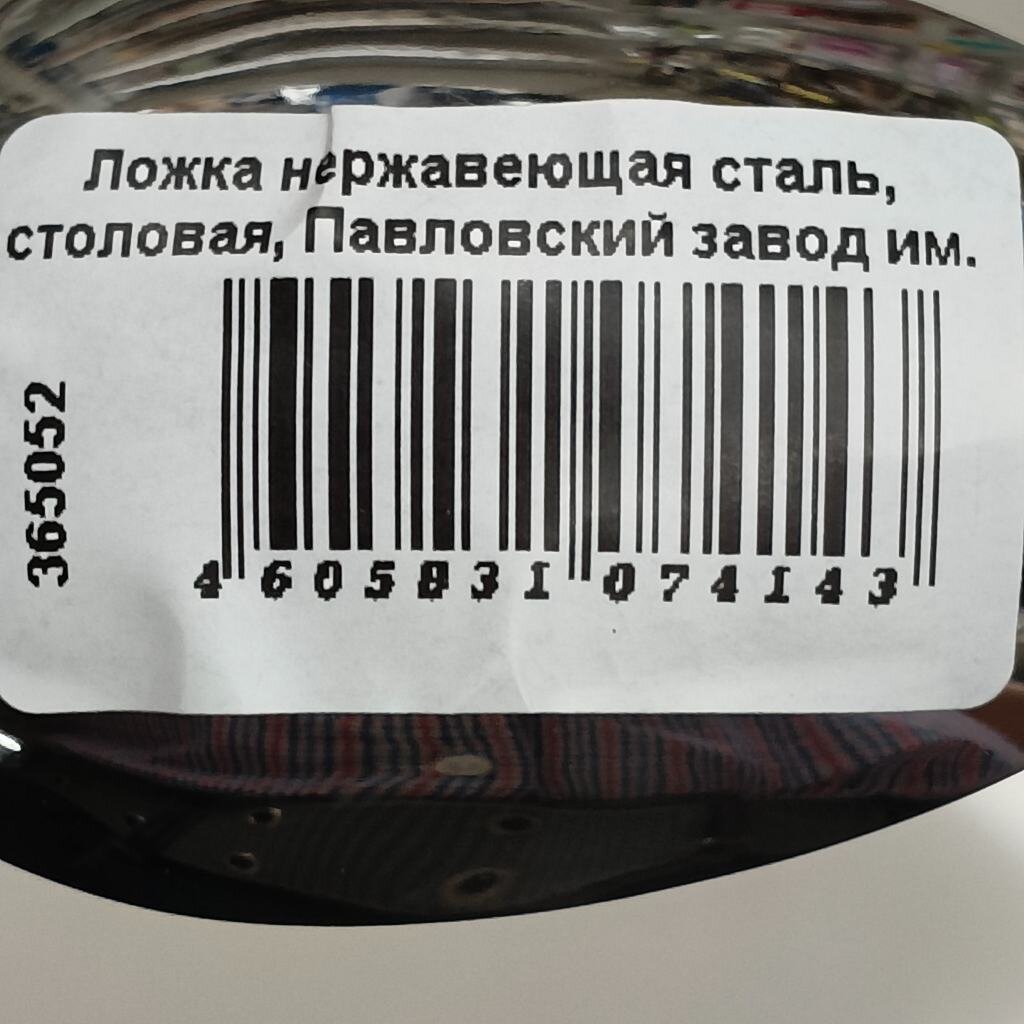 Ложка нержавеющая сталь,
столовая, Павловский завод им.
365052
4 605831 074143